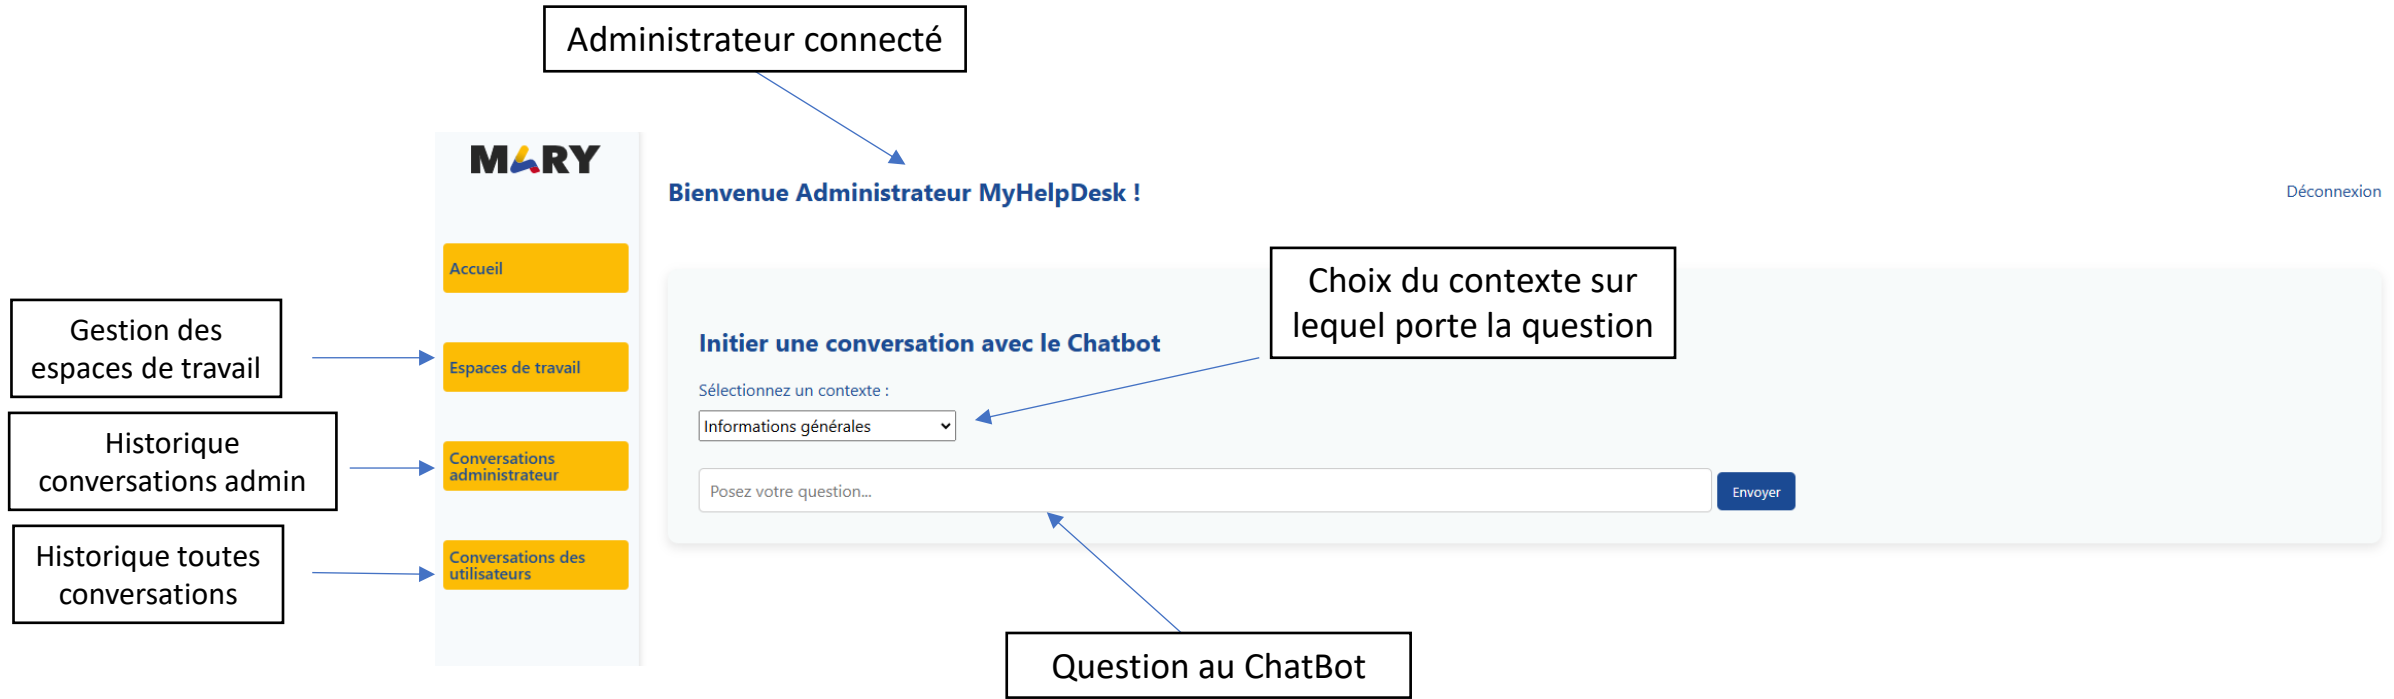 Administrateur connecté
MARY
Bienvenue Administrateur MyHelpDesk !
Déconnexion
Accueil
Choix du contexte sur
lequel porte la question
Gestion des
espaces de travail
Espaces de travail
Initier une conversation avec le Chatbot
Sélectionnez un contexte :
Informations générales
Historique
conversations admin
Conversations
administrateur
Posez votre question...
Envoyer
Historique toutes
conversations
Conversations des
utilisateurs
Question au ChatBot